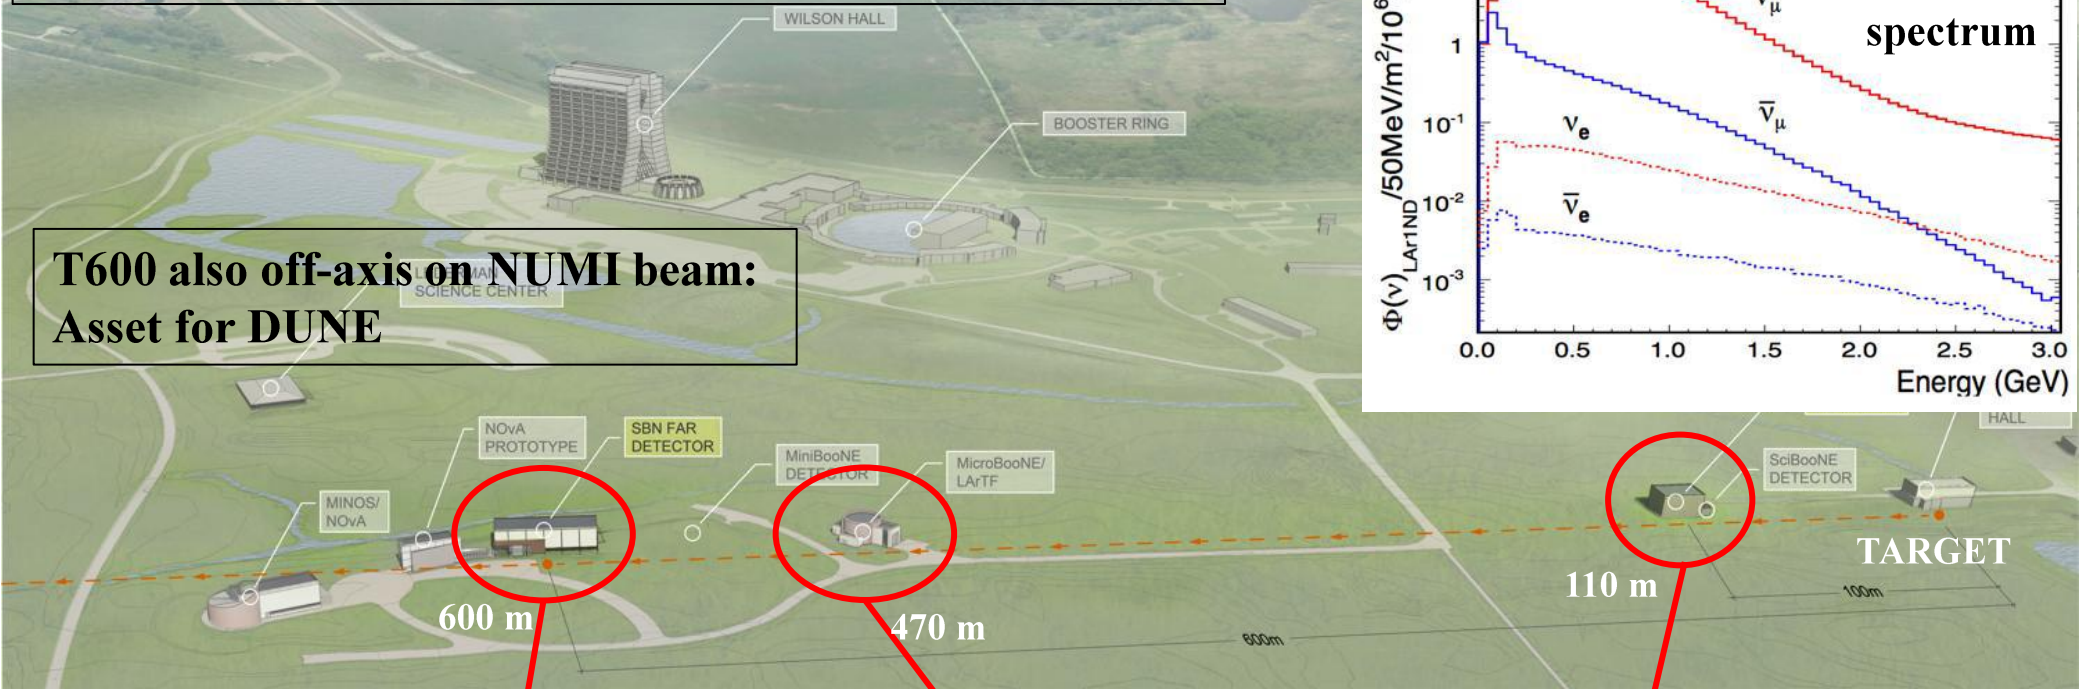 WILSON HALL
BOOSTER RING
T600 also off-axis on NUMI beam:
Asset for DUNE
SCIENCE CENTER
NOvA
PROTOTYPE
SBN FAR
DETECTOR
MiniBooNE
DETECTOR
MicroBooNE/
LArTF
MINOS/
NOvA
SciBooNE
DETECTOR
HALL
TARGET
600 m
470 m
110 m
100m
600m
spectrum
νμ
ν̅μ
νe
ν̅e
Φ(ν)LAr1ND/50MeV/m²/10⁶
1
10⁻¹
10⁻²
10⁻³
0.0 0.5 1.0 1.5 2.0 2.5 3.0
Energy (GeV)